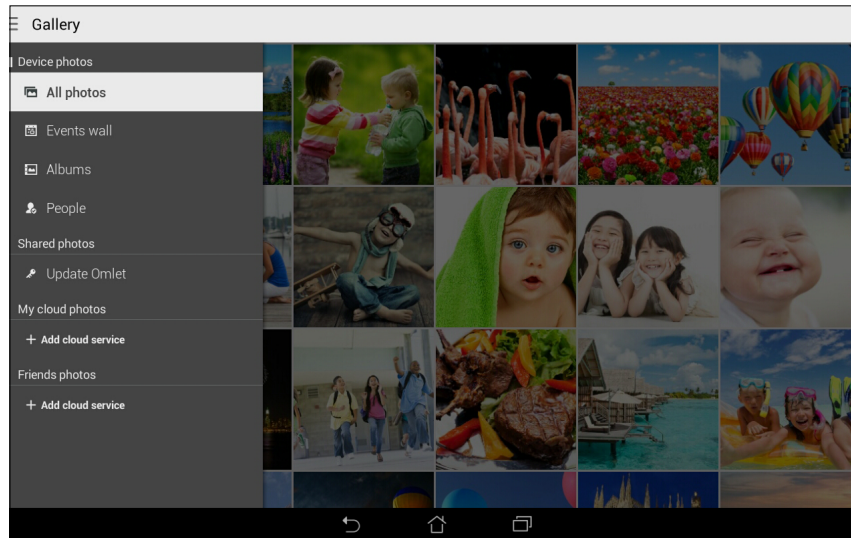 Gallery
Device photos
All photos
Events wall
Albums
People
Shared photos
Update Omlet
My cloud photos
+ Add cloud service
Friends photos
+ Add cloud service